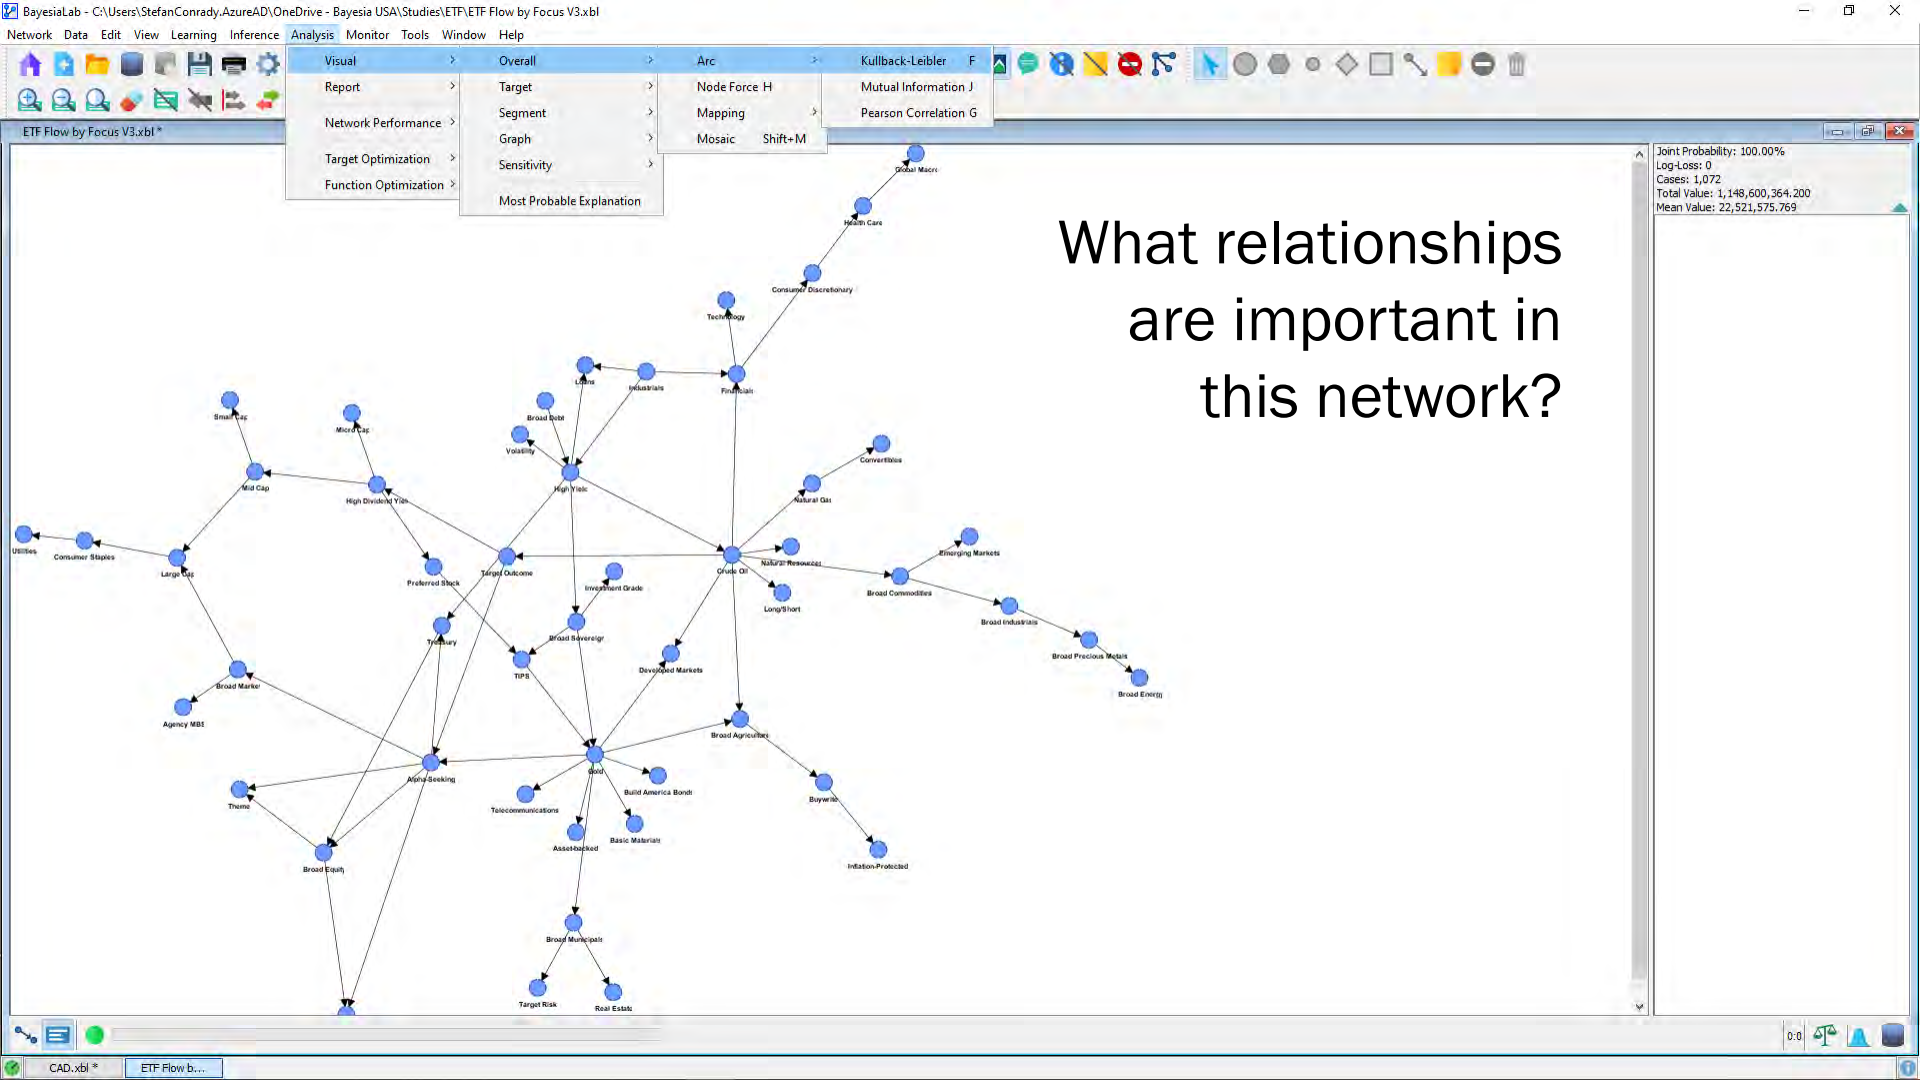 BayesiaLab - C:\Users\StefanConrady.AzureAD\OneDrive - Bayesia USA\Studies\ETF\ETF Flow by Focus V3.xbl
Network Data Edit View Learning Inference Analysis Monitor Tools Window Help
Visual
Report
Network Performance
Target Optimization
Function Optimization
Overall
Target
Segment
Graph
Sensitivity
Most Probable Explanation
Arc
Node Force H
Mapping
Mosaic Shift+M
Kullback-Leibler F
Mutual Information J
Pearson Correlation G
ETF Flow by Focus V3.xbl *
Joint Probability: 100.00%
Log-Loss: 0
Cases: 1,072
Total Value: 1,148,600,364.200
Mean Value: 22,521,575.769
What relationships
are important in
this network?
Global Macro
Health Care
Consumer Discretionary
Technology
Loans
Industrials
Financials
Small Cap
Micro Cap
Broad Debt
Volatility
Convertibles
Mid Cap
High Dividend Yiel
High Yield
Natural Gas
Utilities
Consumer Staples
Large Cap
Preferred Stock
Target Outcome
Crude Oil
Natural Resources
Emerging Markets
Investment Grade
Long/Short
Broad Commodities
Broad Industrials
Treasury
Broad Sovereign
TIPS
Developed Markets
Broad Precious Metals
Broad Energy
Broad Market
Agency MBS
Broad Agriculture
Alpha-Seeking
Gold
Build America Bonds
Theme
Telecommunications
Buywrite
Asset-backed
Basic Materials
Broad Equity
Inflation-Protected
Broad Municipals
Target Risk
Real Estate
0:0
CAD.xbl *
ETF Flow b...